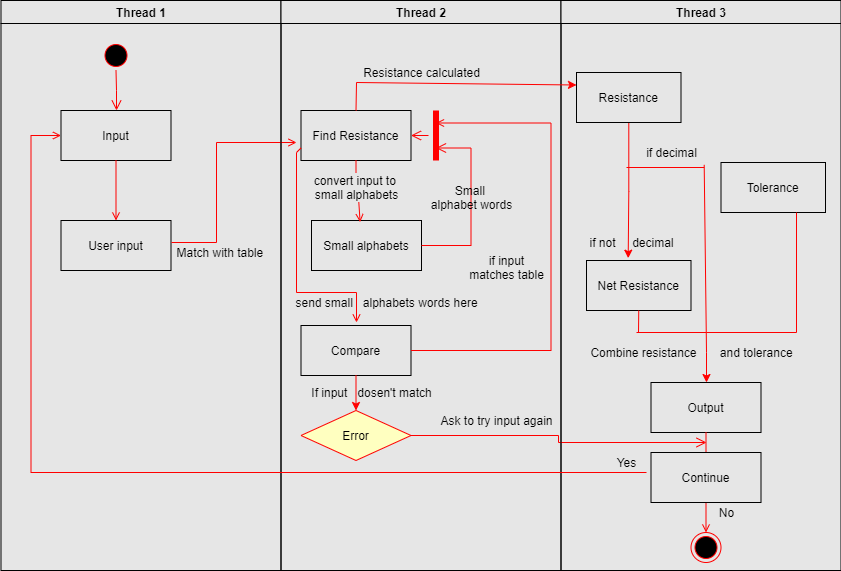 Thread 1
Thread 2
Thread 3
Resistance calculated
Input
Find Resistance
Resistance
if decimal
convert input to
small alphabets
Small
alphabet words
Tolerance
User input
Match with table
Small alphabets
if not decimal
if input
matches table
Net Resistance
send small alphabets words here
Compare
Combine resistance and tolerance
If input dosen't match
Output
Error
Ask to try input again
Yes
Continue
No